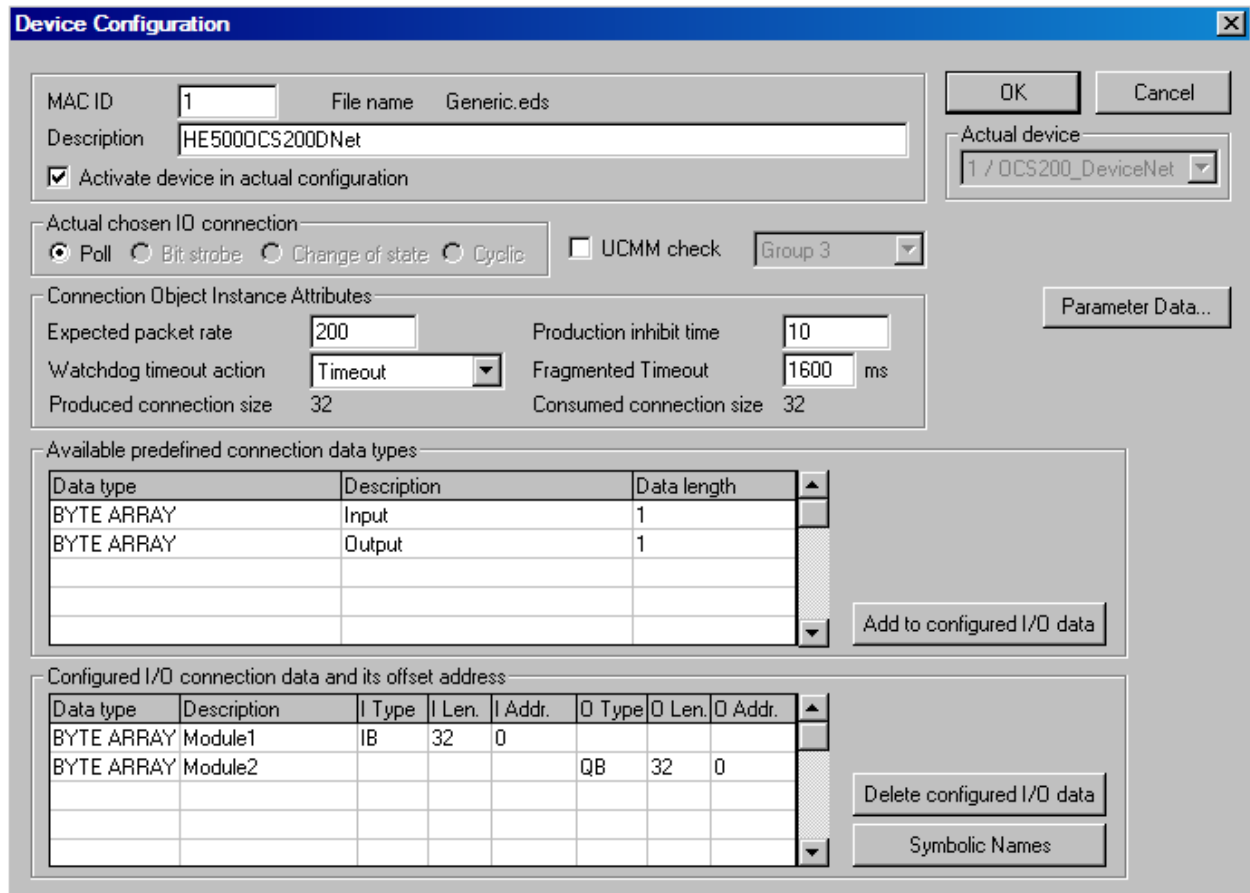 Device Configuration
MAC ID 1 File name Generic.eds
OK Cancel
Description HE500OCS200DNet
Actual device
1 / OCS200_DeviceNet
Activate device in actual configuration
Actual chosen IO connection
Poll Bit strobe Change of state Cyclic
UCMM check Group 3
Connection Object Instance Attributes
Parameter Data...
Expected packet rate 200 Production inhibit time 10
Watchdog timeout action Timeout Fragmented Timeout 1600 ms
Produced connection size 32 Consumed connection size 32
Available predefined connection data types
Data type Description Data length
BYTE ARRAY Input 1
BYTE ARRAY Output 1
Add to configured I/O data
Configured I/O connection data and its offset address
Data type Description I Type I Len. I Addr. O Type O Len. O Addr.
BYTE ARRAY Module1 IB 32 0
BYTE ARRAY Module2 QB 32 0
Delete configured I/O data
Symbolic Names